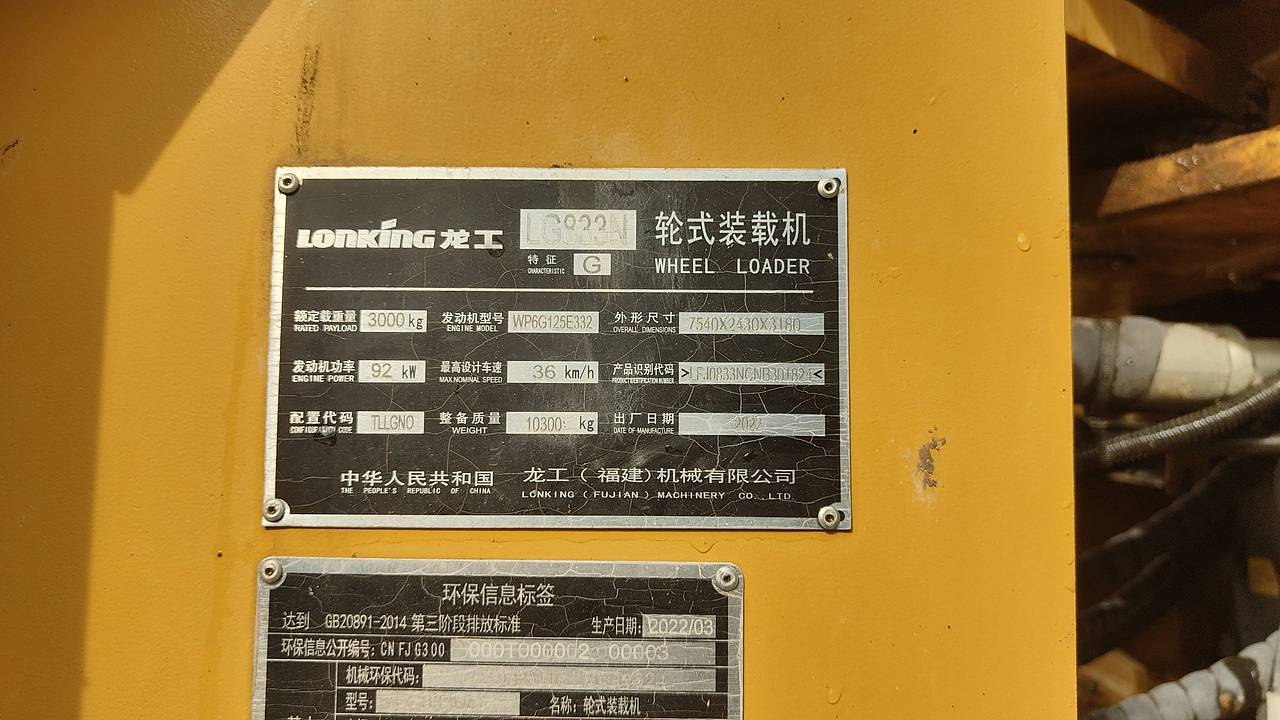 LONKING 龙工 LG833N 轮式装载机
特征 CHARACTERISTIC G WHEEL LOADER
额定载重量 RATED PAYLOAD 3000 kg 发动机型号 ENGINE MODEL WP6G125E332 外形尺寸 OVERALL DIMENSIONS 7540X2430X3180
发动机功率 ENGINE POWER 92 kW 最高设计车速 MAX.NOMINAL SPEED 36 km/h 产品识别代码 PRODUCT IDENTIFICATION NUMBER
配置代码 CONFIGURATION CODE TLLGNO 整备质量 WEIGHT 10300 kg 出厂日期 DATE OF MANUFACTURE 2022
中华人民共和国 龙工(福建)机械有限公司
THE PEOPLE'S REPUBLIC OF CHINA LONKING (FUJIAN) MACHINERY CO.,LTD.
环保信息标签
达到 GB20891-2014 第三阶段排放标准 生产日期: 2022/03
环保信息公开编号: CN FJ G3 00
机械环保代码:
型号: 名称: 轮式装载机